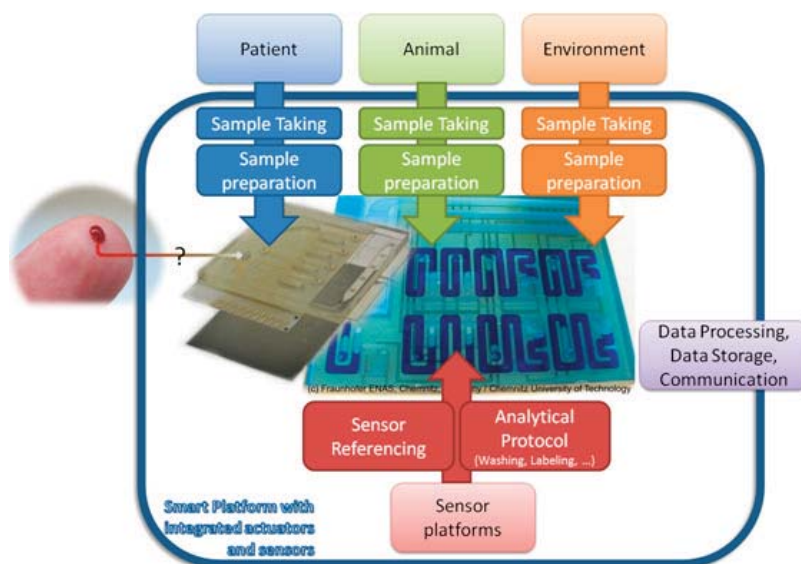 Patient
Animal
Environment
Sample Taking
Sample Taking
Sample Taking
Sample
preparation
Sample
preparation
Sample
preparation
?
Data Processing,
Data Storage,
Communication
(c) Fraunhofer ENAS, Chemnitz, / Chemnitz University of Technology
Sensor
Referencing
Analytical
Protocol
(Washing, Labeling, ...)
Smart Platform with
integrated actuators
and sensors
Sensor
platforms